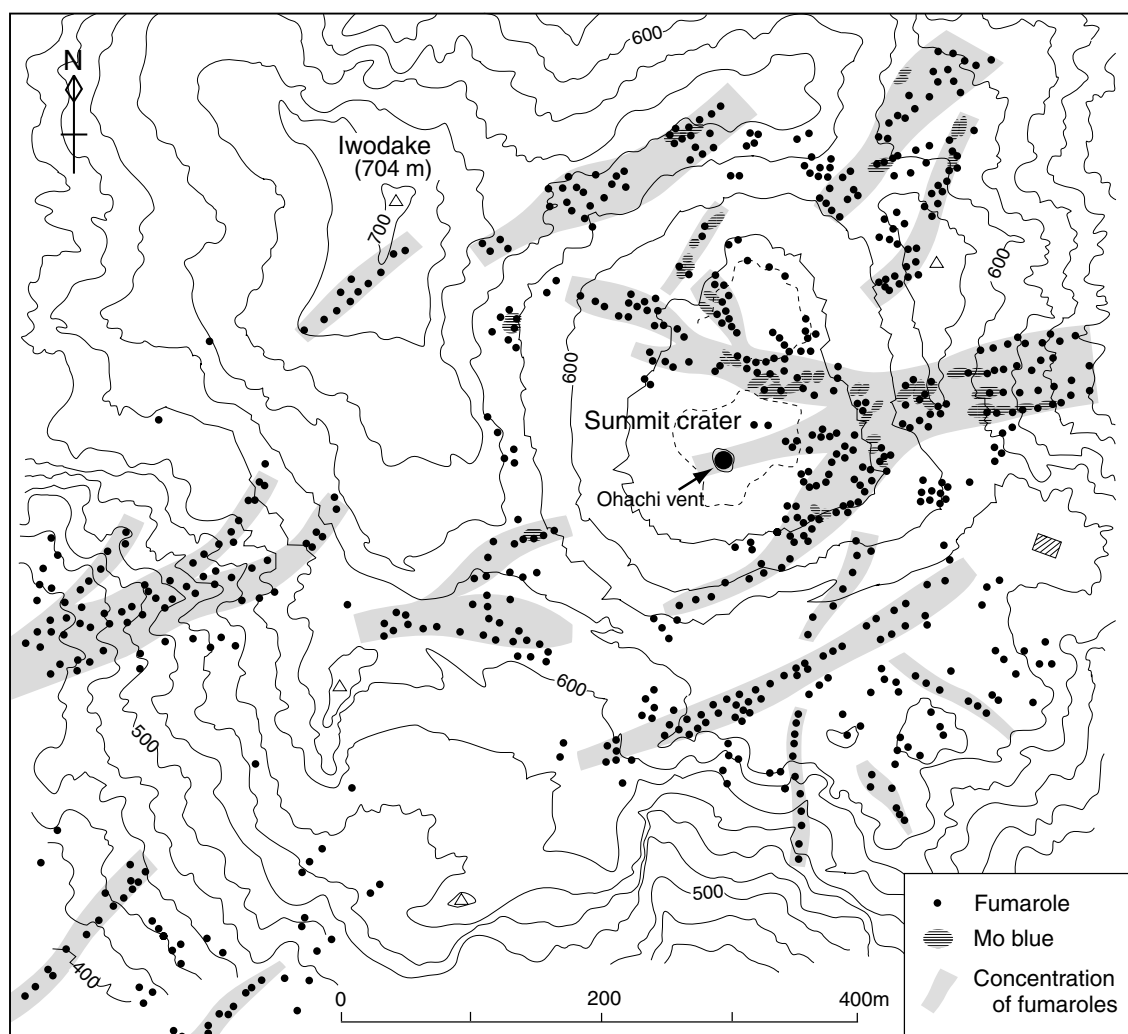 600
N
Iwodake
(704 m)
700
600
600
Summit crater
Ohachi vent
600
500
500
400
0 200 400m
Fumarole
Mo blue
Concentration
of fumaroles